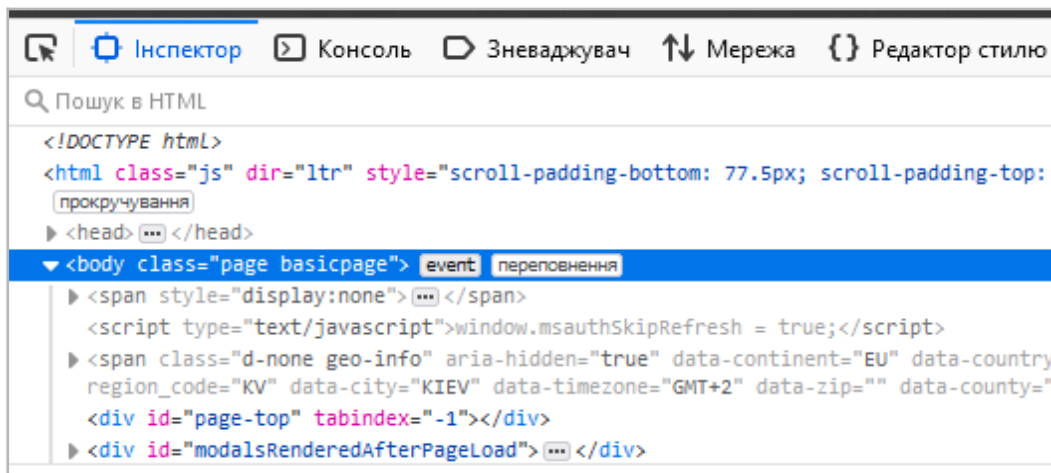 Інспектор Консоль Зневаджувач Мережа {} Редактор стилю
Пошук в HTML
<!DOCTYPE html>
<html class="js" dir="ltr" style="scroll-padding-bottom: 77.5px; scroll-padding-top:
прокручування
<head> ... </head>
<body class="page basicpage"> event переповнення
<span style="display:none"> ... </span>
<script type="text/javascript">window.msauthSkipRefresh = true;</script>
<span class="d-none geo-info" aria-hidden="true" data-continent="EU" data-country
region_code="KV" data-city="KIEV" data-timezone="GMT+2" data-zip="" data-county="
<div id="page-top" tabindex="-1"></div>
<div id="modalsRenderedAfterPageLoad"> ... </div>